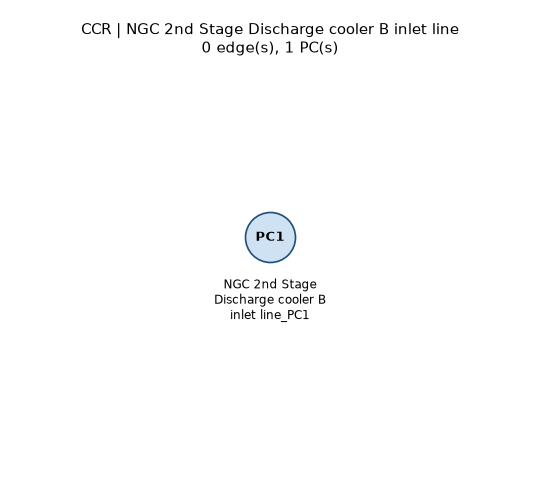 CCR | NGC 2nd Stage Discharge cooler B inlet line
0 edge(s), 1 PC(s)
PC1
NGC 2nd Stage
Discharge cooler B
inlet line_PC1